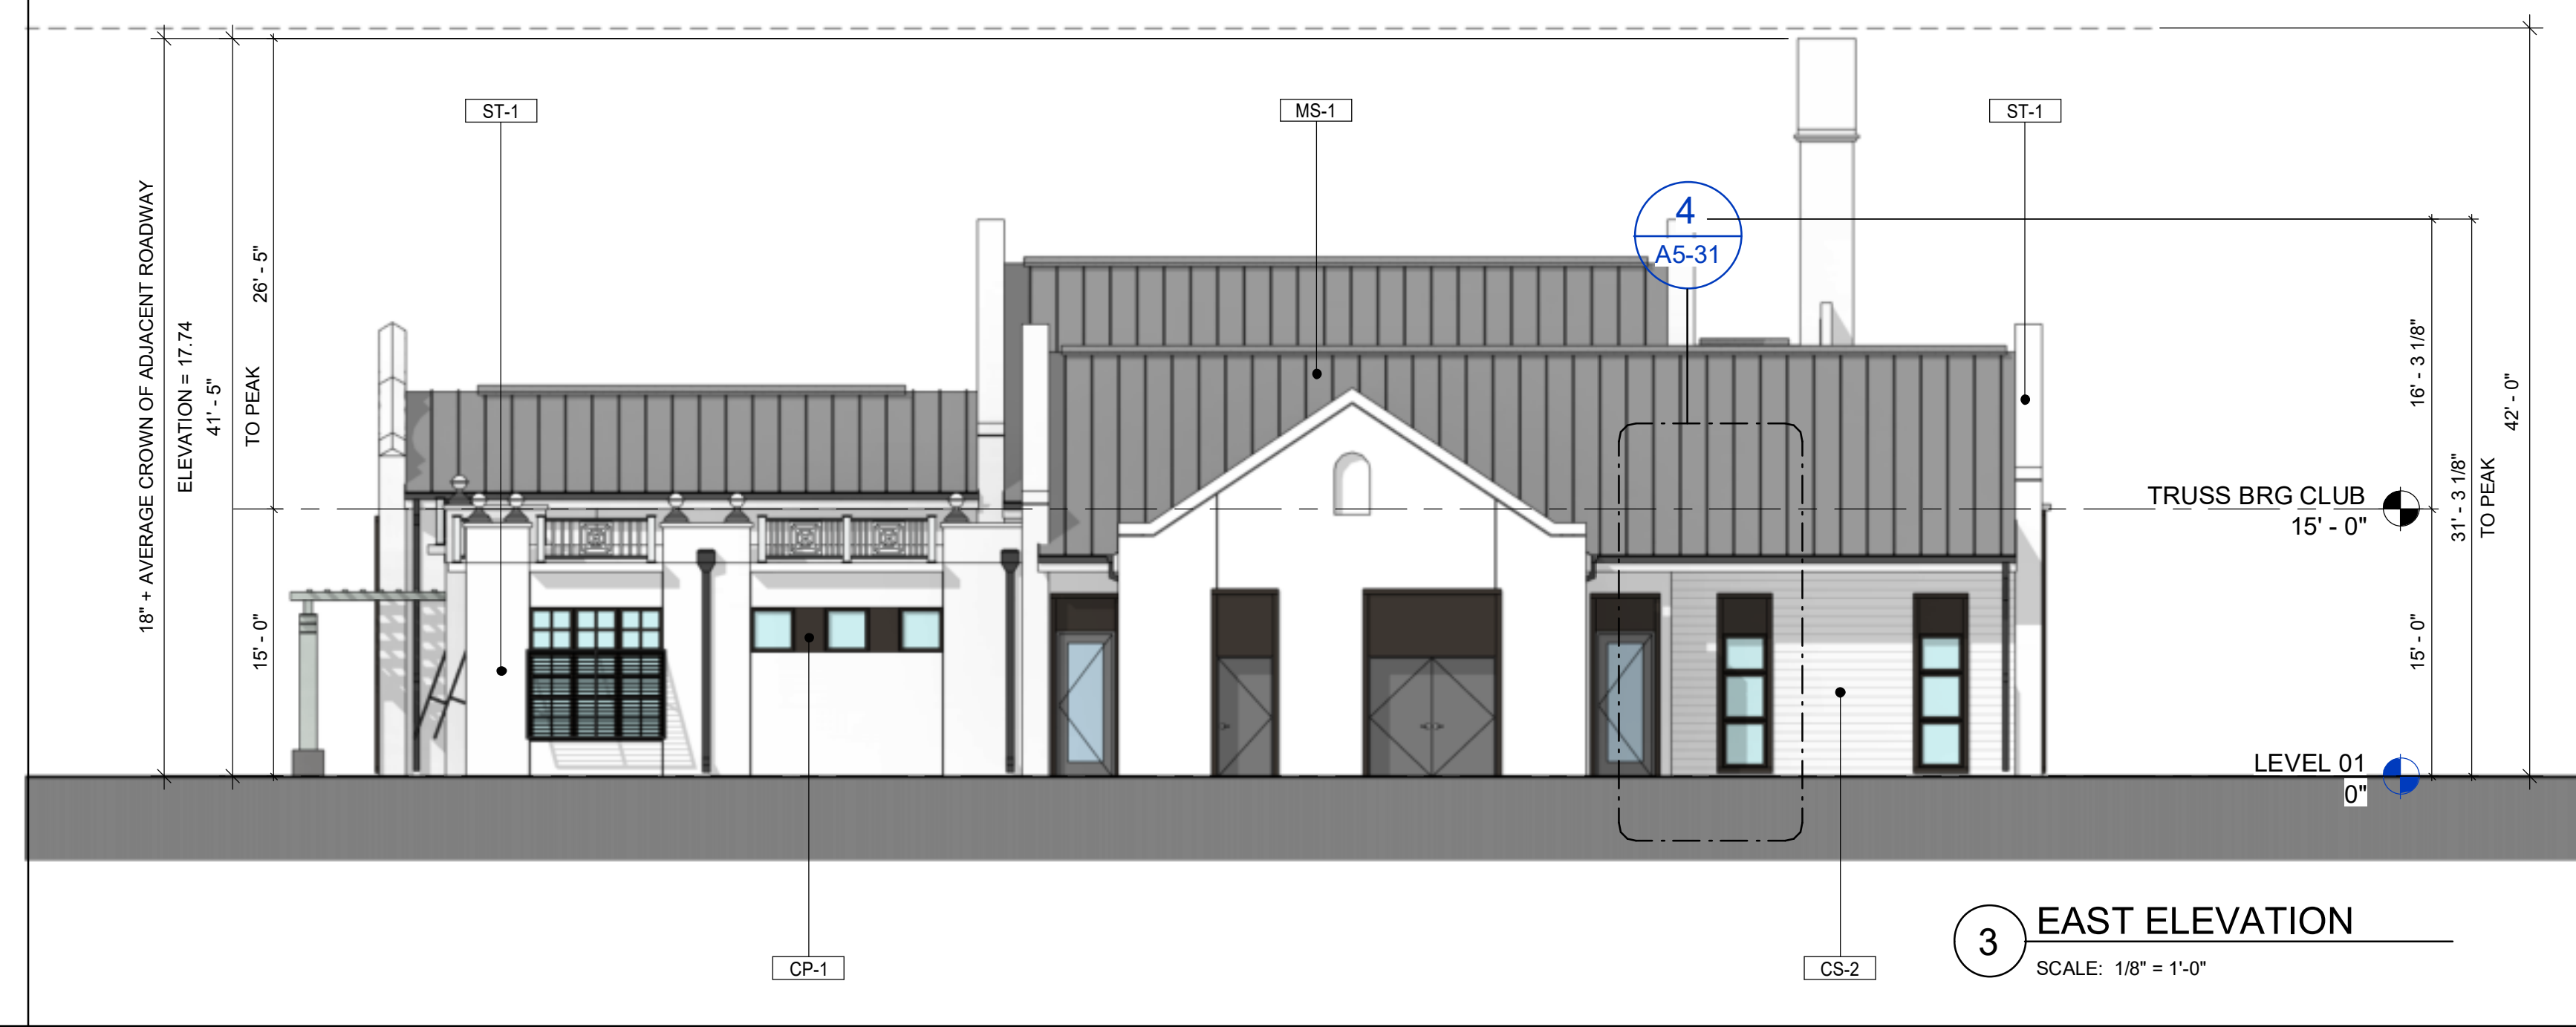 ST-1
MS-1
ST-1
4
A5-31
18" + AVERAGE CROWN OF ADJACENT ROADWAY
ELEVATION = 17.74
41' - 5"
26' - 5"
TO PEAK
15' - 0"
16' - 3 1/8"
42' - 0"
31' - 3 1/8"
TO PEAK
TRUSS BRG CLUB
15' - 0"
15' - 0"
LEVEL 01
0"
CP-1
CS-2
3
EAST ELEVATION
SCALE: 1/8" = 1'-0"